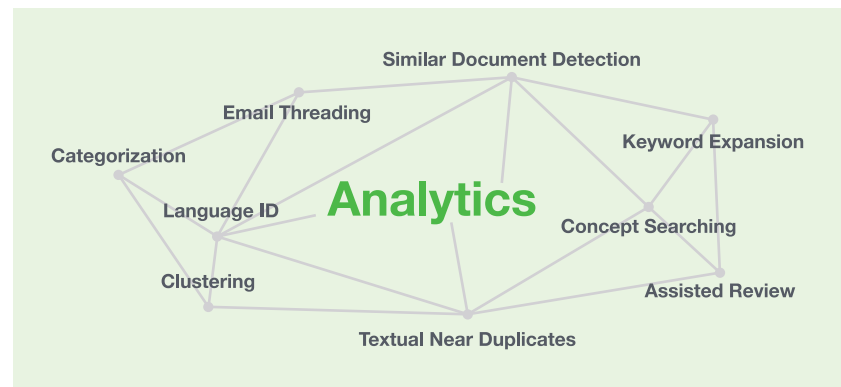 Similar Document Detection
Email Threading
Keyword Expansion
Categorization
Analytics
Language ID
Concept Searching
Clustering
Assisted Review
Textual Near Duplicates